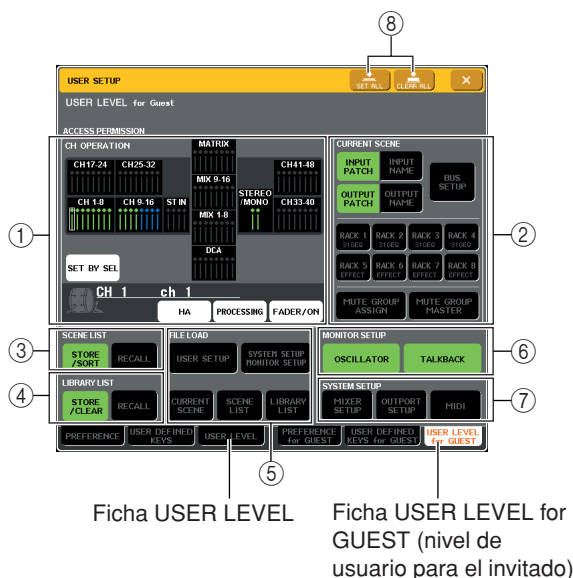 ⑧
USER SETUP
SET ALL
CLEAR ALL
×
USER LEVEL for Guest
ACCESS PERMISSION
CH OPERATION
MATRIX
CH17-24
CH25-32
CH41-48
MIX 9-16
STEREO
/MONO
CH 1-8
CH 9-16
ST IN
CH33-40
MIX 1-8
DCA
SET BY SEL
CH 1
ch 1
HA
PROCESSING
FADER/ON
①
CURRENT SCENE
INPUT
PATCH
INPUT
NAME
BUS
SETUP
OUTPUT
PATCH
OUTPUT
NAME
RACK 1
31GEQ
RACK 2
31GEQ
RACK 3
31GEQ
RACK 4
31GEQ
RACK 5
EFFECT
RACK 6
EFFECT
RACK 7
EFFECT
RACK 8
EFFECT
MUTE GROUP
ASSIGN
MUTE GROUP
MASTER
②
SCENE LIST
STORE
/SORT
RECALL
③
LIBRARY LIST
STORE
/CLEAR
RECALL
④
FILE LOAD
USER SETUP
SYSTEM SETUP
MONITOR SETUP
CURRENT
SCENE
SCENE
LIST
LIBRARY
LIST
⑤
MONITOR SETUP
OSCILLATOR
TALKBACK
⑥
SYSTEM SETUP
MIXER
SETUP
OUTPORT
SETUP
MIDI
⑦
PREFERENCE
USER DEFINED
KEYS
USER LEVEL
PREFERENCE
for GUEST
USER DEFINED
KEYS for GUEST
USER LEVEL
for GUEST
Ficha USER LEVEL
Ficha USER LEVEL for
GUEST (nivel de
usuario para el invitado)